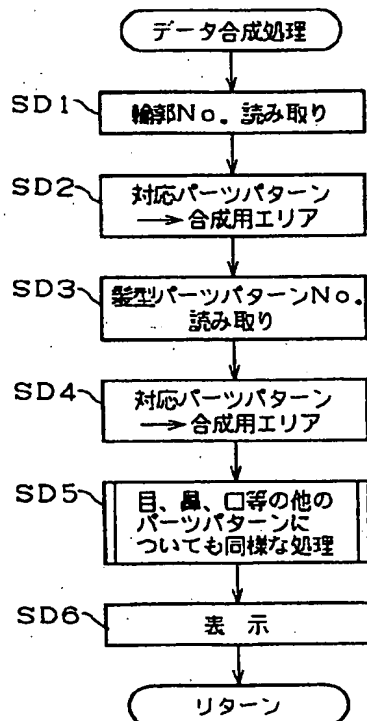 データ合成処理
SD1
輪郭No.読み取り
SD2
対応パーツパターン
→合成用エリア
SD3
髪型パーツパターンNo.
読み取り
SD4
対応パーツパターン
→合成用エリア
SD5
目、鼻、口等の他の
パーツパターンに
ついても同様な処理
SD6
表示
リターン